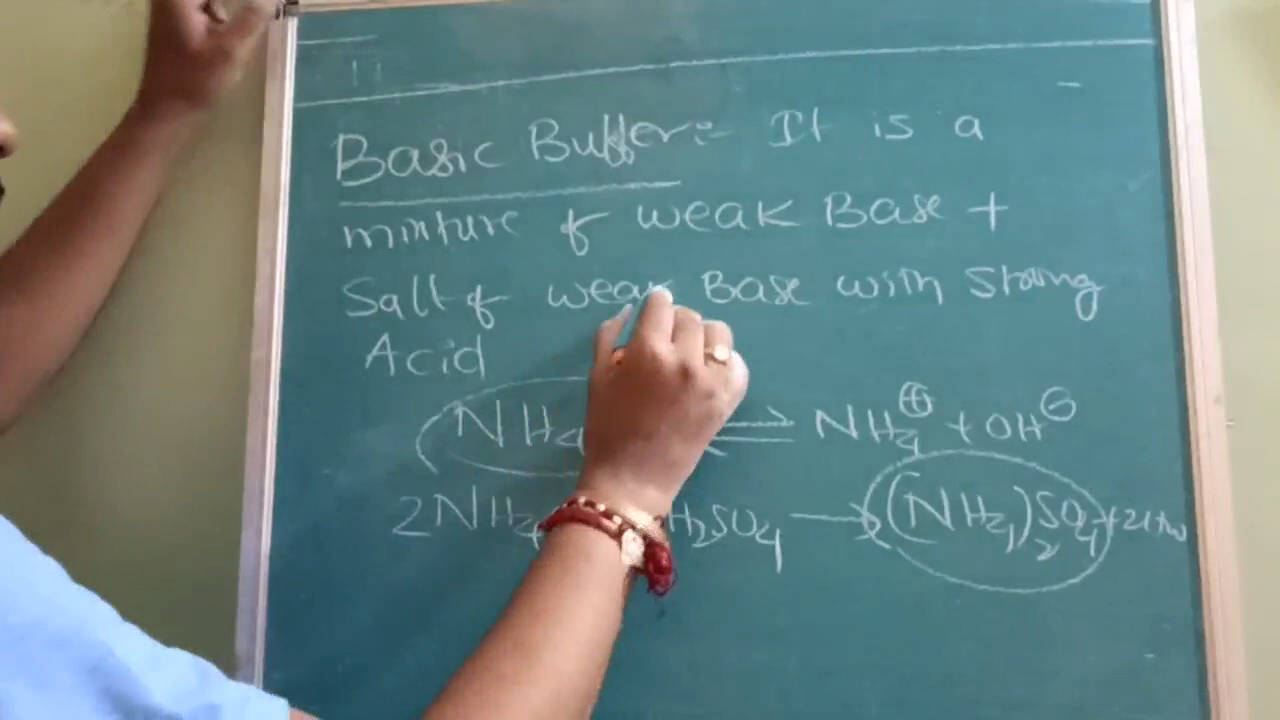 Basic Buffer:- It is a
mixture of weak Base +
Salt of weak Base with Strong
Acid
NH4 ⇌ NH4⊕ + OH⊖
2NH4 H2SO4 → (NH4)2SO4 +